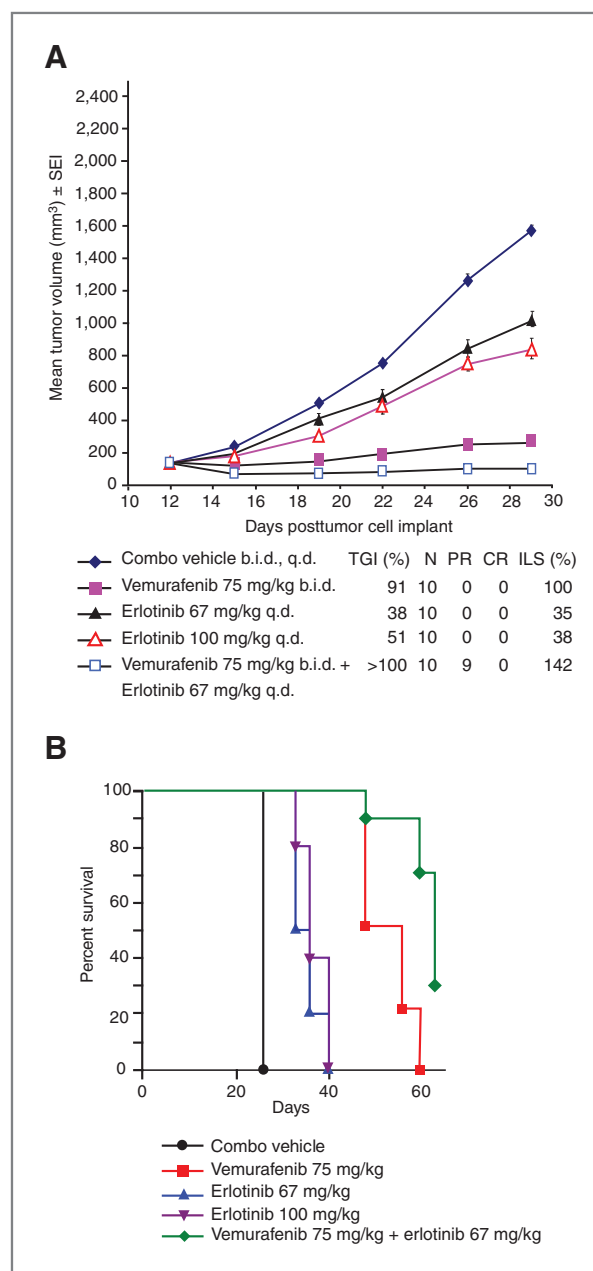 A
Mean tumor volume (mm³) ± SEI
2,400
2,200
2,000
1,800
1,600
1,400
1,200
1,000
800
600
400
200
0
10 12 14 16 18 20 22 24 26 28 30
Days posttumor cell implant
Combo vehicle b.i.d., q.d. TGI (%) N PR CR ILS (%)
Vemurafenib 75 mg/kg b.i.d. 91 10 0 0 100
Erlotinib 67 mg/kg q.d. 38 10 0 0 35
Erlotinib 100 mg/kg q.d. 51 10 0 0 38
Vemurafenib 75 mg/kg b.i.d. + >100 10 9 0 142
Erlotinib 67 mg/kg q.d.
B
Percent survival
100
80
60
40
20
0
0 20 40 60
Days
Combo vehicle
Vemurafenib 75 mg/kg
Erlotinib 67 mg/kg
Erlotinib 100 mg/kg
Vemurafenib 75 mg/kg + erlotinib 67 mg/kg